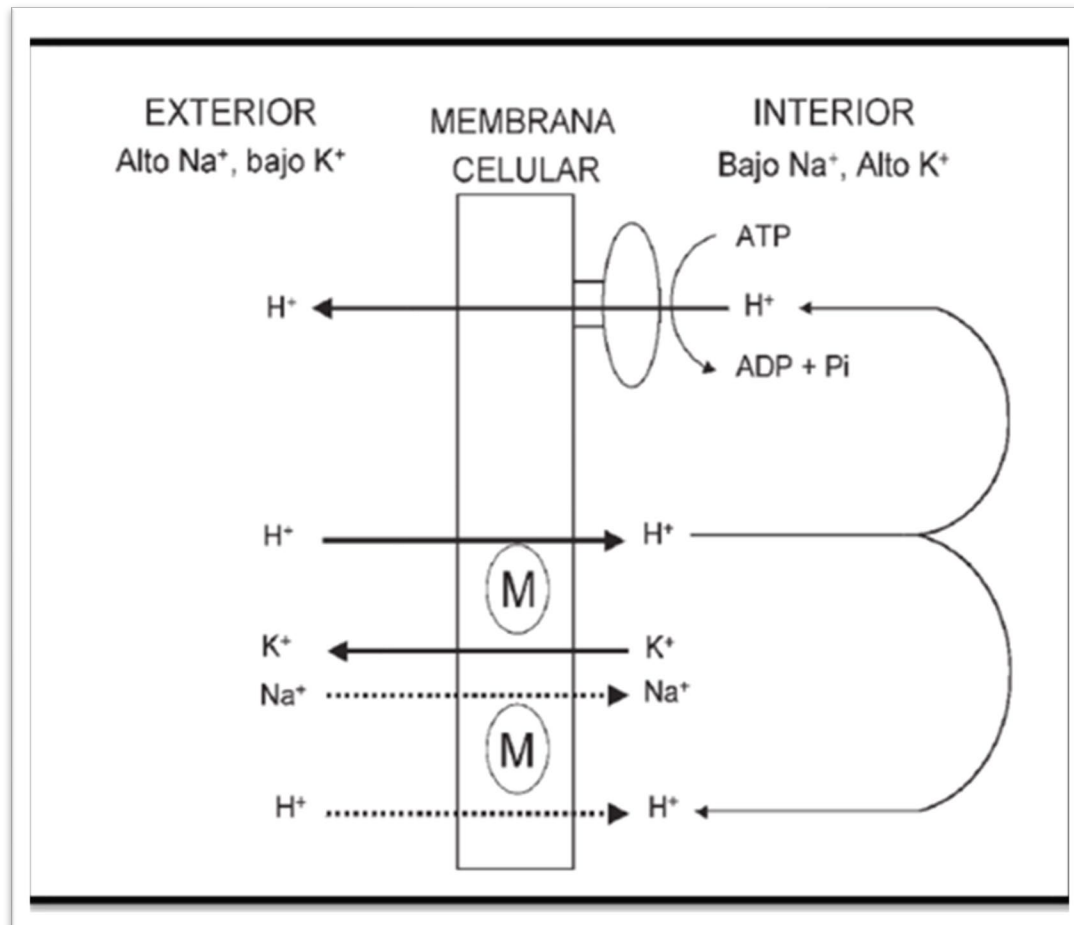 EXTERIOR
Alto Na⁺, bajo K⁺
MEMBRANA
CELULAR
INTERIOR
Bajo Na⁺, Alto K⁺
ATP
H⁺
H⁺
ADP + Pi
H⁺
H⁺
M
K⁺
K⁺
Na⁺
Na⁺
M
H⁺
H⁺